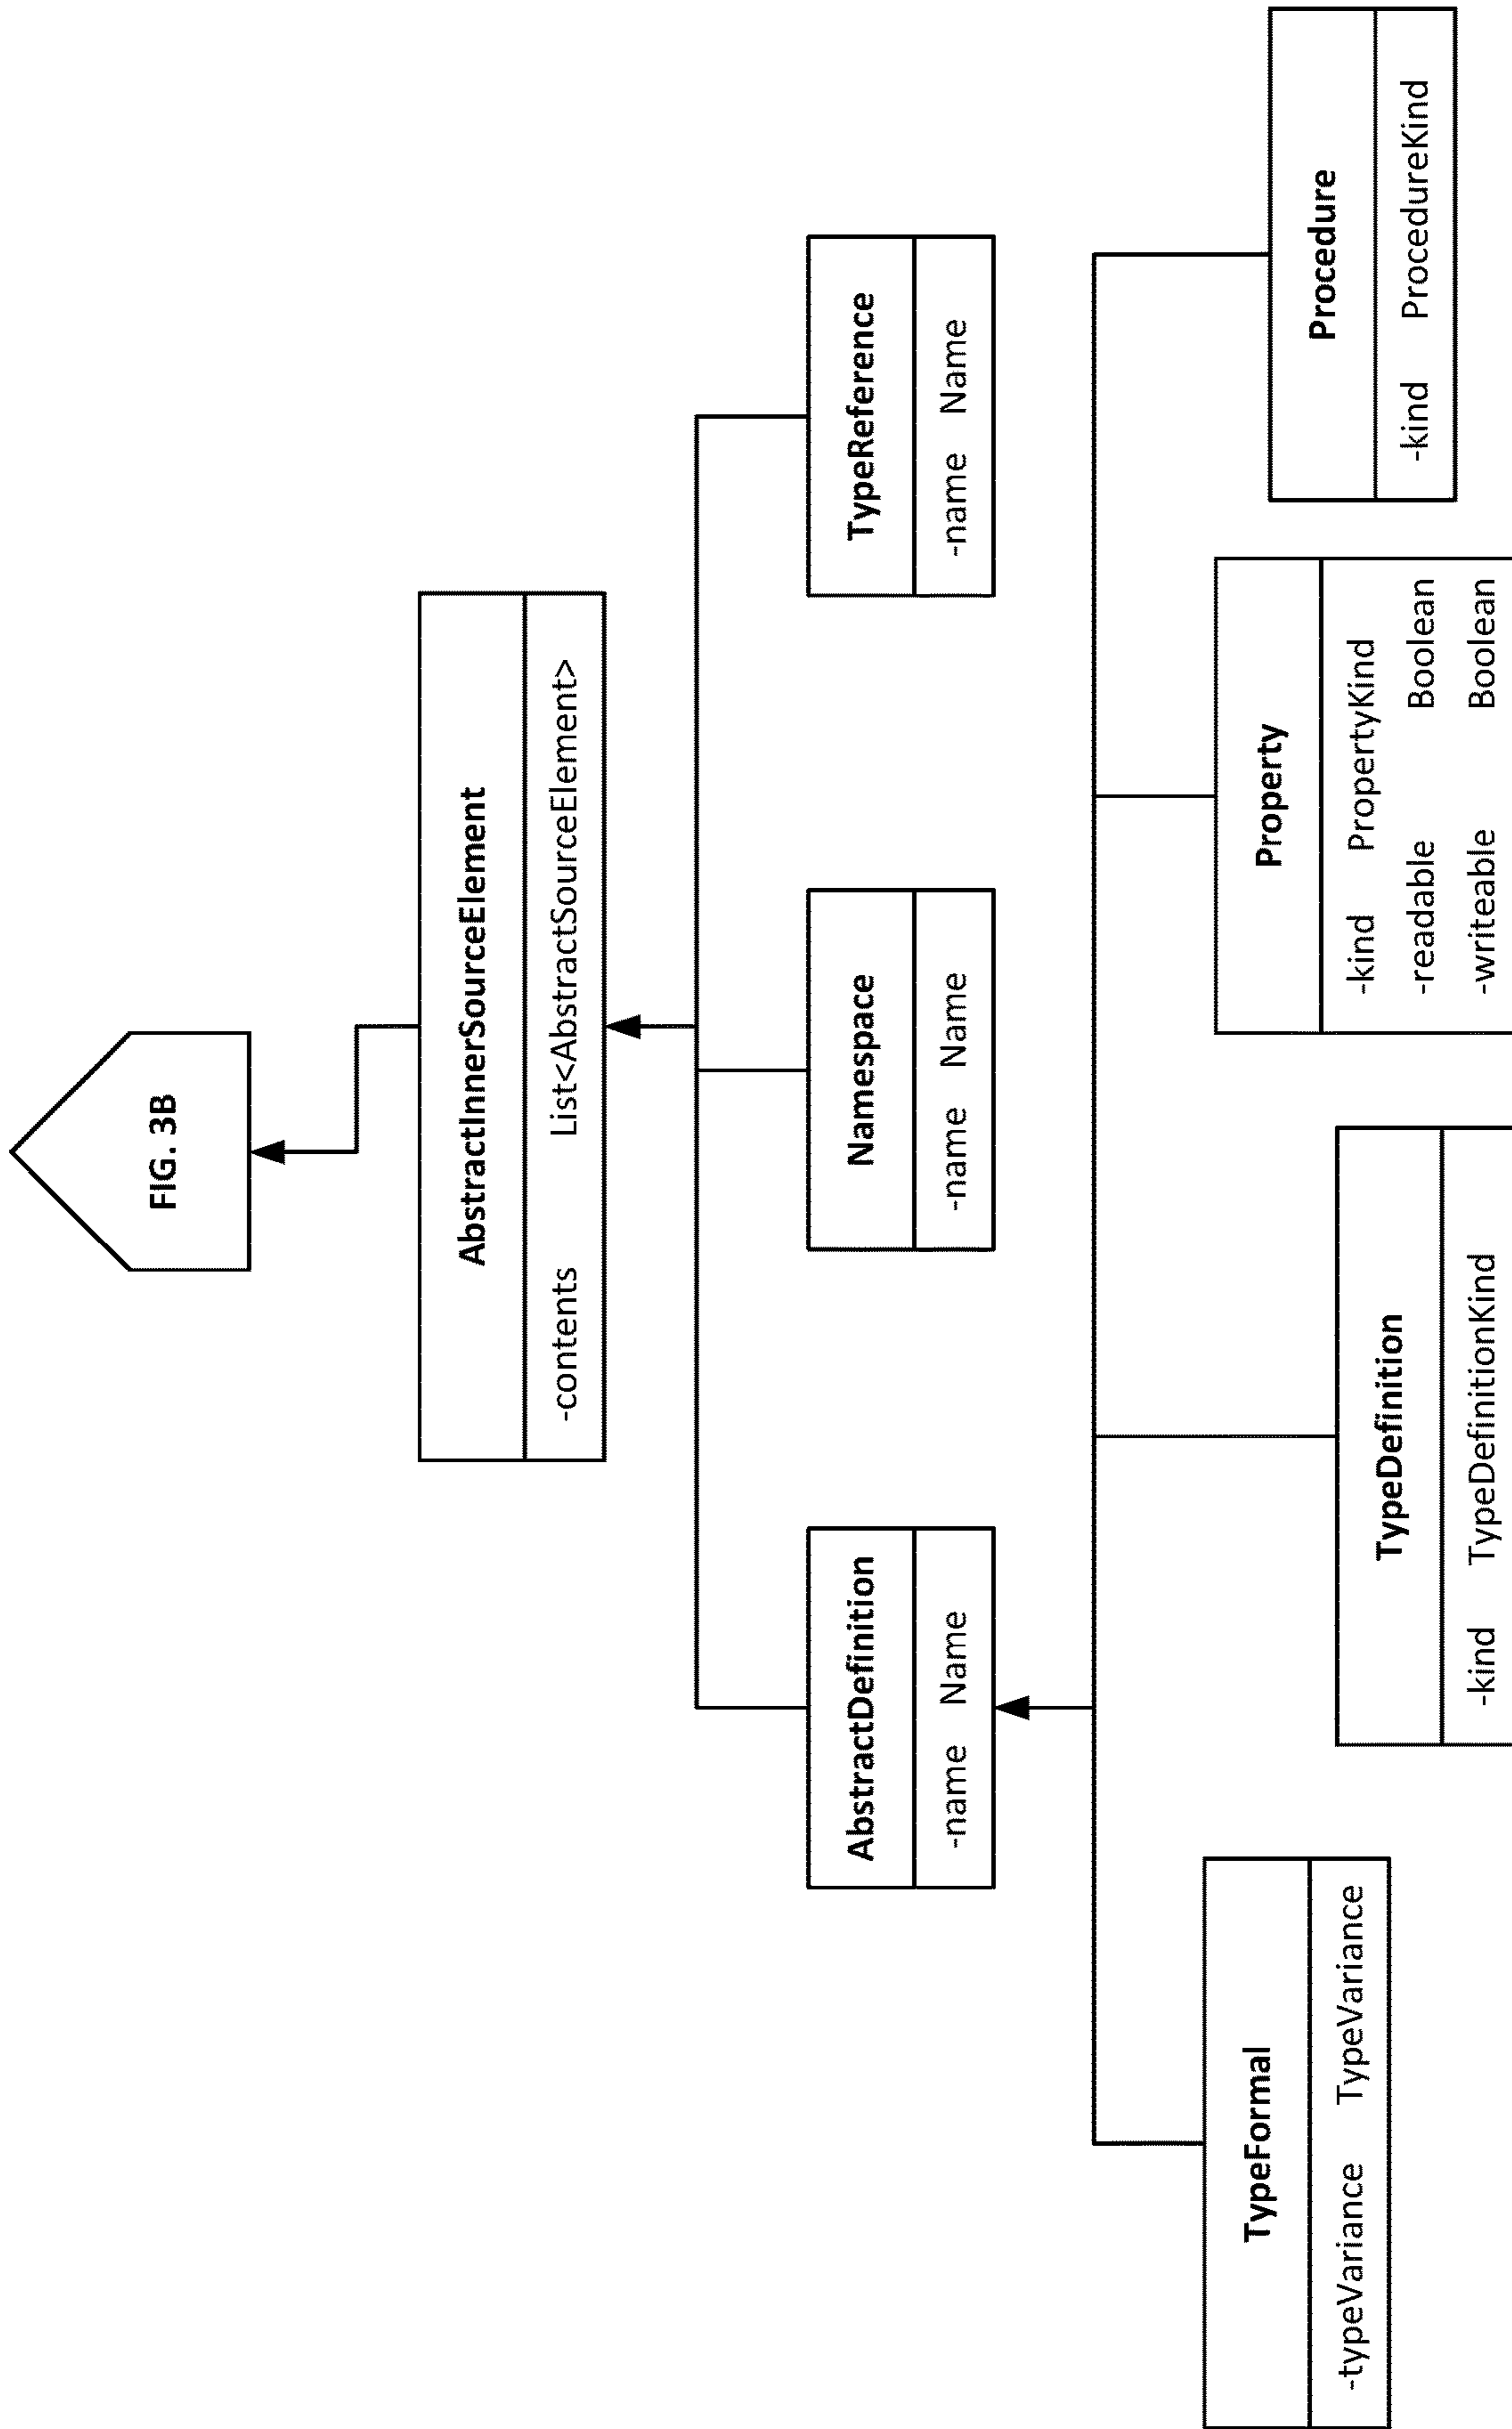 FIG. 3B
AbstractInnerSourceElement
-contents List<AbstractSourceElement>
AbstractDefinition
-name Name
Namespace
-name Name
TypeReference
-name Name
TypeFormal
-typeVariance TypeVariance
TypeDefinition
-kind TypeDefinitionKind
Property
-kind PropertyKind
-readable Boolean
-writeable Boolean
Procedure
-kind ProcedureKind